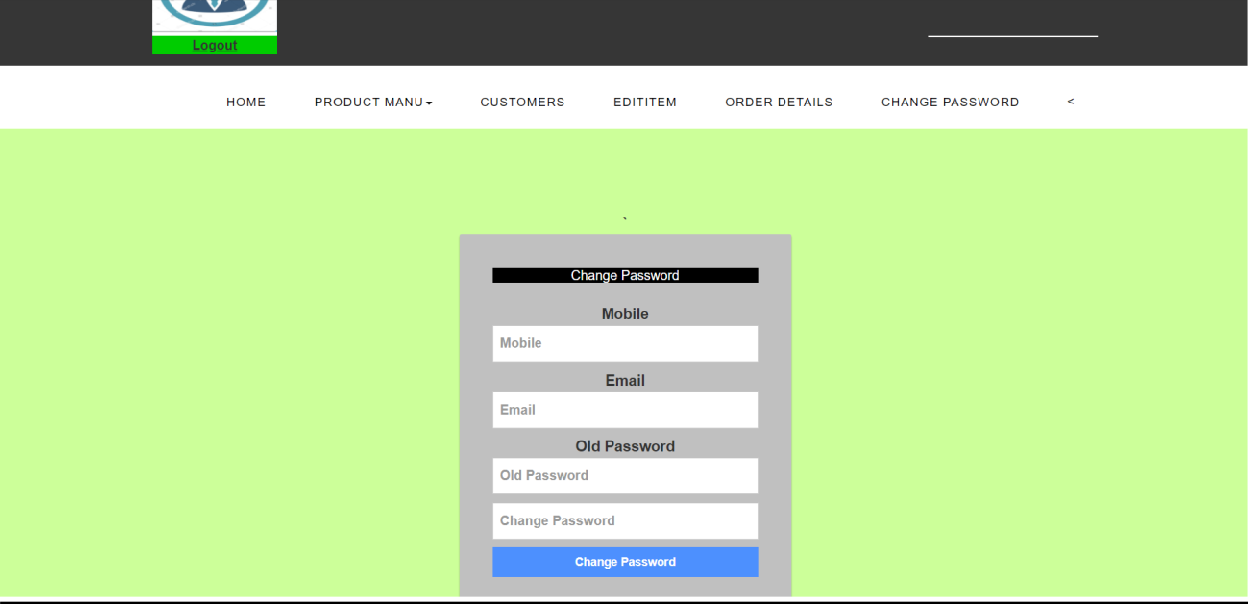 Logout
HOME PRODUCT MANU CUSTOMERS EDITITEM ORDER DETAILS CHANGE PASSWORD <
`
Change Password
Mobile
Mobile
Email
Email
Old Password
Old Password
Change Password
Change Password